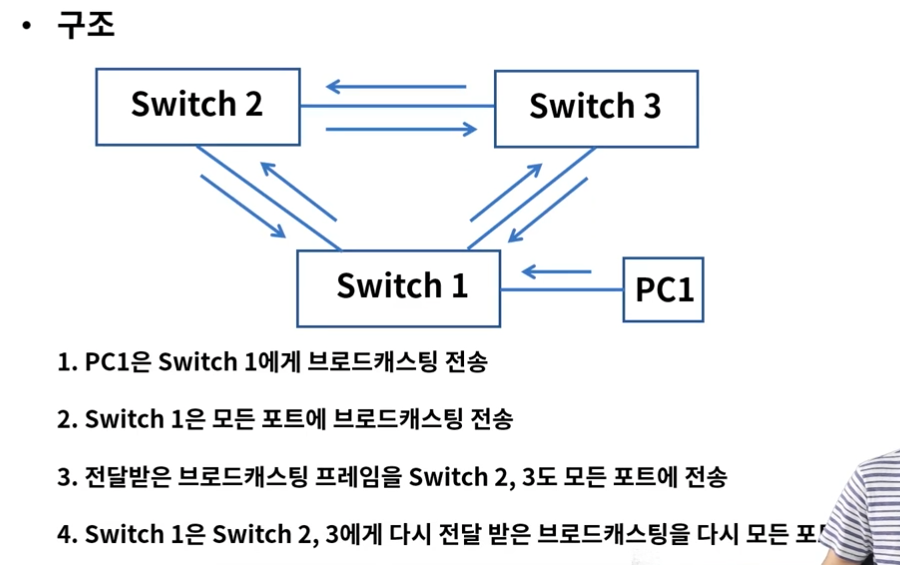 • 구조
Switch 2
Switch 3
Switch 1
PC1
1. PC1은 Switch 1에게 브로드캐스팅 전송
2. Switch 1은 모든 포트에 브로드캐스팅 전송
3. 전달받은 브로드캐스팅 프레임을 Switch 2, 3도 모든 포트에 전송
4. Switch 1은 Switch 2, 3에게 다시 전달 받은 브로드캐스팅을 다시 모든